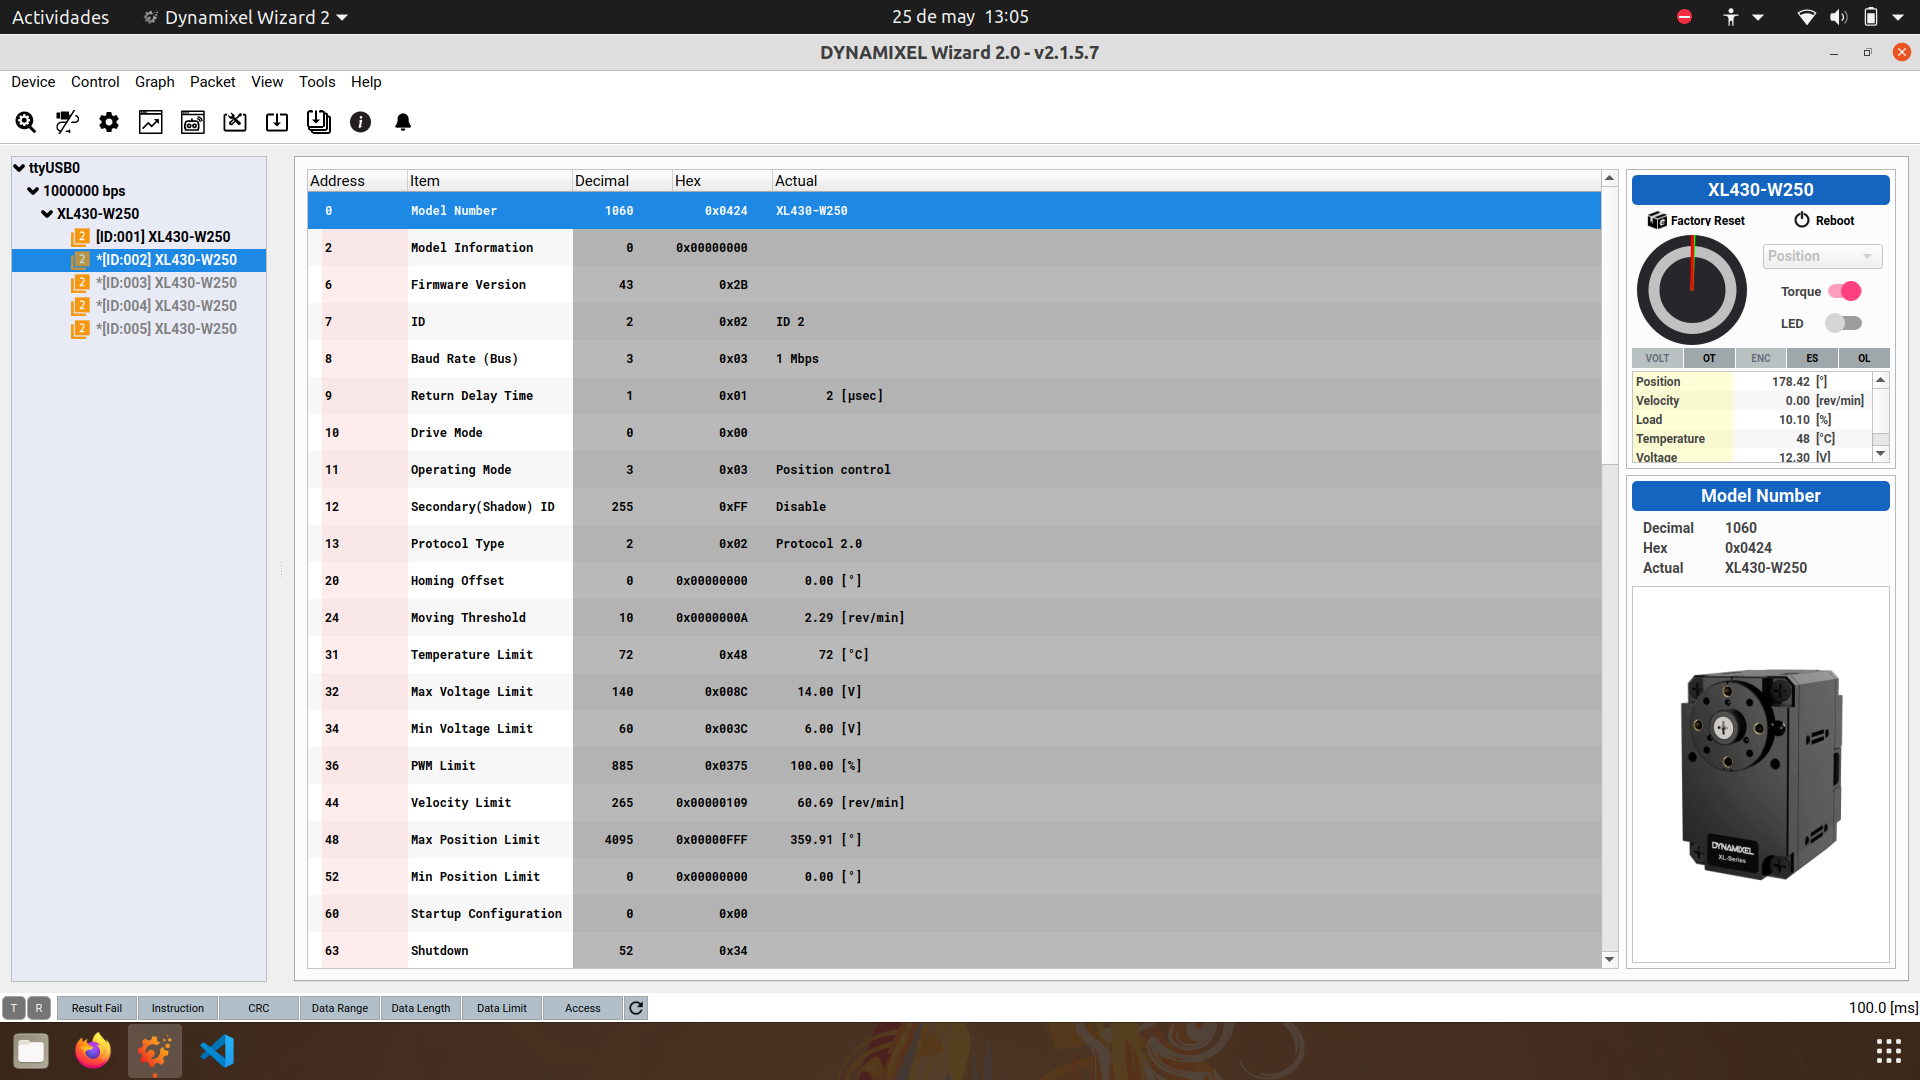 Actividades Dynamixel Wizard 2 25 de may 13:05
DYNAMIXEL Wizard 2.0 - v2.1.5.7
Device Control Graph Packet View Tools Help
ttyUSB0
1000000 bps
XL430-W250
2 [ID:001] XL430-W250
2 *[ID:002] XL430-W250
2 *[ID:003] XL430-W250
2 *[ID:004] XL430-W250
2 *[ID:005] XL430-W250
Address Item Decimal Hex Actual
0 Model Number 1060 0x0424 XL430-W250
2 Model Information 0 0x00000000
6 Firmware Version 43 0x2B
7 ID 2 0x02 ID 2
8 Baud Rate (Bus) 3 0x03 1 Mbps
9 Return Delay Time 1 0x01 2 [µsec]
10 Drive Mode 0 0x00
11 Operating Mode 3 0x03 Position control
12 Secondary(Shadow) ID 255 0xFF Disable
13 Protocol Type 2 0x02 Protocol 2.0
20 Homing Offset 0 0x00000000 0.00 [°]
24 Moving Threshold 10 0x0000000A 2.29 [rev/min]
31 Temperature Limit 72 0x48 72 [°C]
32 Max Voltage Limit 140 0x008C 14.00 [V]
34 Min Voltage Limit 60 0x003C 6.00 [V]
36 PWM Limit 885 0x0375 100.00 [%]
44 Velocity Limit 265 0x00000109 60.69 [rev/min]
48 Max Position Limit 4095 0x00000FFF 359.91 [°]
52 Min Position Limit 0 0x00000000 0.00 [°]
60 Startup Configuration 0 0x00
63 Shutdown 52 0x34
XL430-W250
Factory Reset Reboot
Position
Torque
LED
VOLT OT ENC ES OL
Position 178.42 [°]
Velocity 0.00 [rev/min]
Load 10.10 [%]
Temperature 48 [°C]
Voltage 12.30 [V]
Model Number
Decimal 1060
Hex 0x0424
Actual XL430-W250
DYNAMIXEL
XL-Series
T R Result Fail Instruction CRC Data Range Data Length Data Limit Access 100.0 [ms]